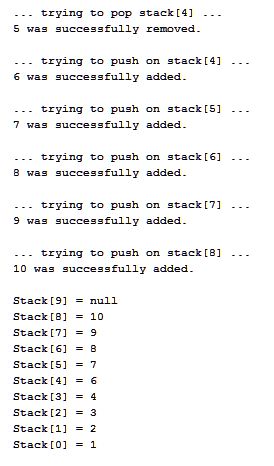 ... trying to pop stack[4] ...
5 was successfully removed.
... trying to push on stack[4] ...
6 was successfully added.
... trying to push on stack[5] ...
7 was successfully added.
... trying to push on stack[6] ...
8 was successfully added.
... trying to push on stack[7] ...
9 was successfully added.
... trying to push on stack[8] ...
10 was successfully added.
Stack[9] = null
Stack[8] = 10
Stack[7] = 9
Stack[6] = 8
Stack[5] = 7
Stack[4] = 6
Stack[3] = 4
Stack[2] = 3
Stack[1] = 2
Stack[0] = 1